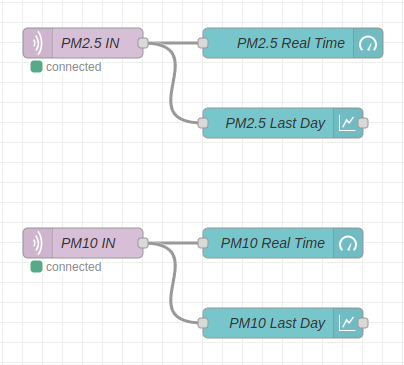 PM2.5 IN
PM2.5 Real Time
connected
PM2.5 Last Day
PM10 IN
PM10 Real Time
connected
PM10 Last Day